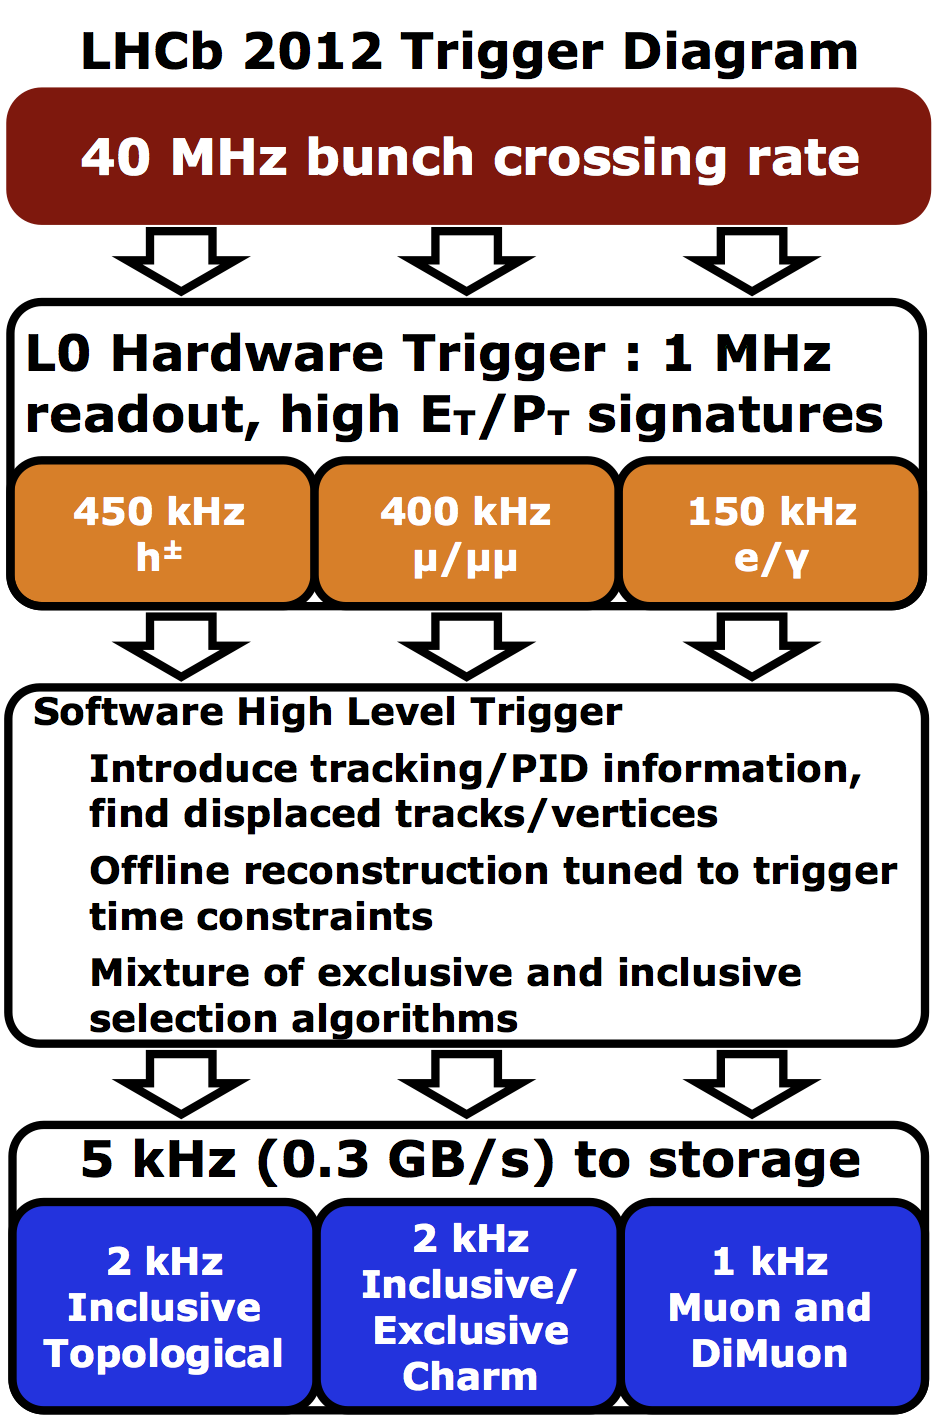 LHCb 2012 Trigger Diagram
40 MHz bunch crossing rate
L0 Hardware Trigger : 1 MHz
readout, high ET/PT signatures
450 kHz
h±
400 kHz
μ/μμ
150 kHz
e/γ
Software High Level Trigger
Introduce tracking/PID information,
find displaced tracks/vertices
Offline reconstruction tuned to trigger
time constraints
Mixture of exclusive and inclusive
selection algorithms
5 kHz (0.3 GB/s) to storage
2 kHz
Inclusive
Topological
2 kHz
Inclusive/
Exclusive
Charm
1 kHz
Muon and
DiMuon